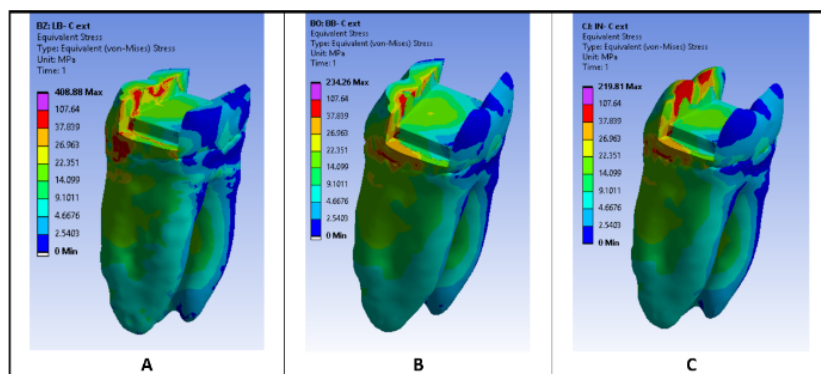 BZ: LB- C ext
Equivalent Stress
Type: Equivalent (von-Mises) Stress
Unit: MPa
Time: 1
408.88 Max
107.64
37.839
26.963
22.351
14.099
9.1011
4.6676
2.5403
0 Min
A
BO: BB- C ext
Equivalent Stress
Type: Equivalent (von-Mises) Stress
Unit: MPa
Time: 1
234.26 Max
107.64
37.839
26.963
22.351
14.099
9.1011
4.6676
2.5403
0 Min
B
CJ: IN- C ext
Equivalent Stress
Type: Equivalent (von-Mises) Stress
Unit: MPa
Time: 1
219.81 Max
107.64
37.839
26.963
22.351
14.099
9.1011
4.6676
2.5403
0 Min
C